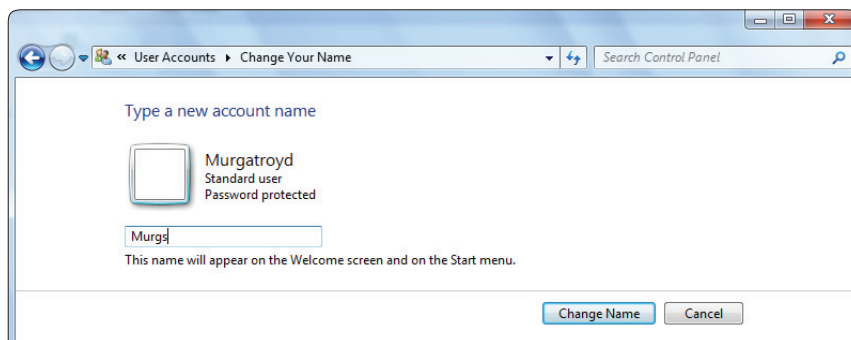 « User Accounts ▸ Change Your Name Search Control Panel
Type a new account name
Murgatroyd
Standard user
Password protected
Murgs
This name will appear on the Welcome screen and on the Start menu.
Change Name Cancel